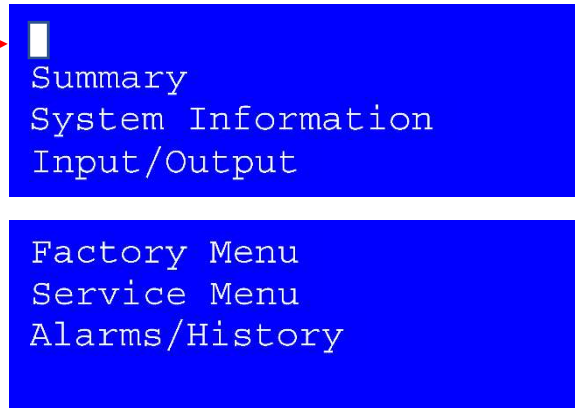 Summary
System Information
Input/Output
Factory Menu
Service Menu
Alarms/History